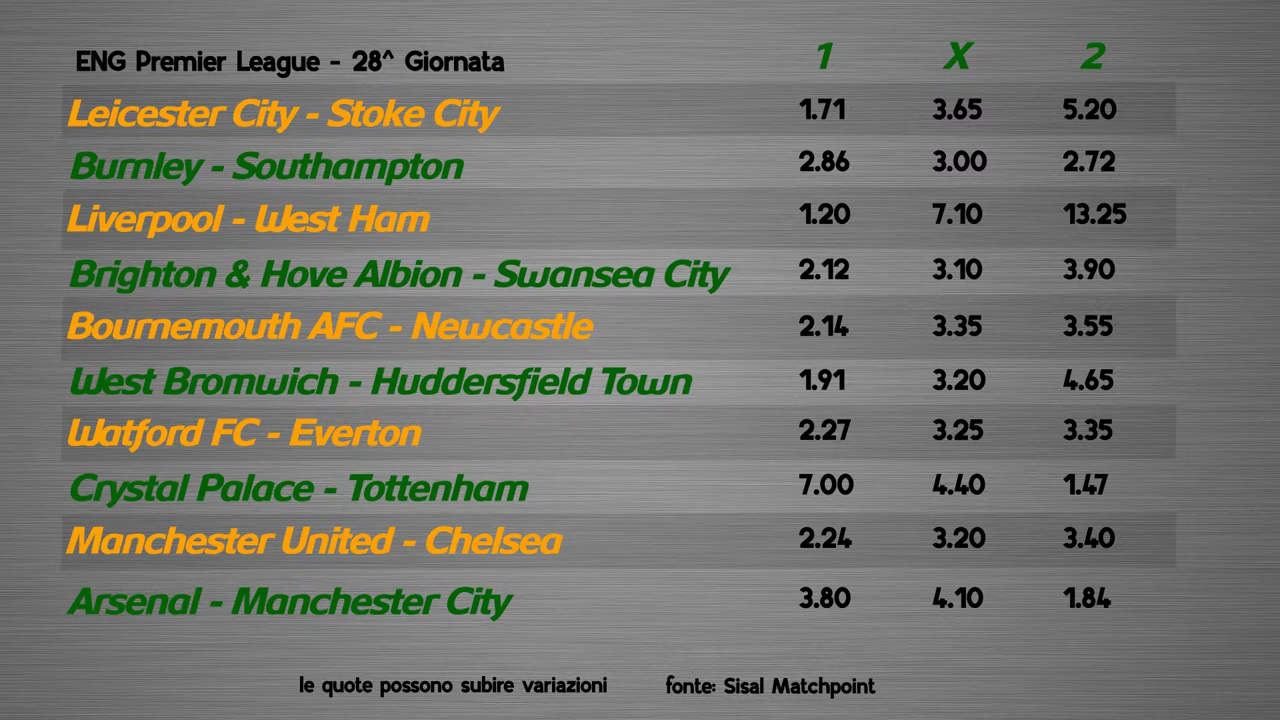 ENG Premier League - 28^ Giornata 1 X 2
Leicester City - Stoke City 1.71 3.65 5.20
Burnley - Southampton 2.86 3.00 2.72
Liverpool - West Ham 1.20 7.10 13.25
Brighton & Hove Albion - Swansea City 2.12 3.10 3.90
Bournemouth AFC - Newcastle 2.14 3.35 3.55
West Bromwich - Huddersfield Town 1.91 3.20 4.65
Watford FC - Everton 2.27 3.25 3.35
Crystal Palace - Tottenham 7.00 4.40 1.47
Manchester United - Chelsea 2.24 3.20 3.40
Arsenal - Manchester City 3.80 4.10 1.84
le quote possono subire variazioni fonte: Sisal Matchpoint